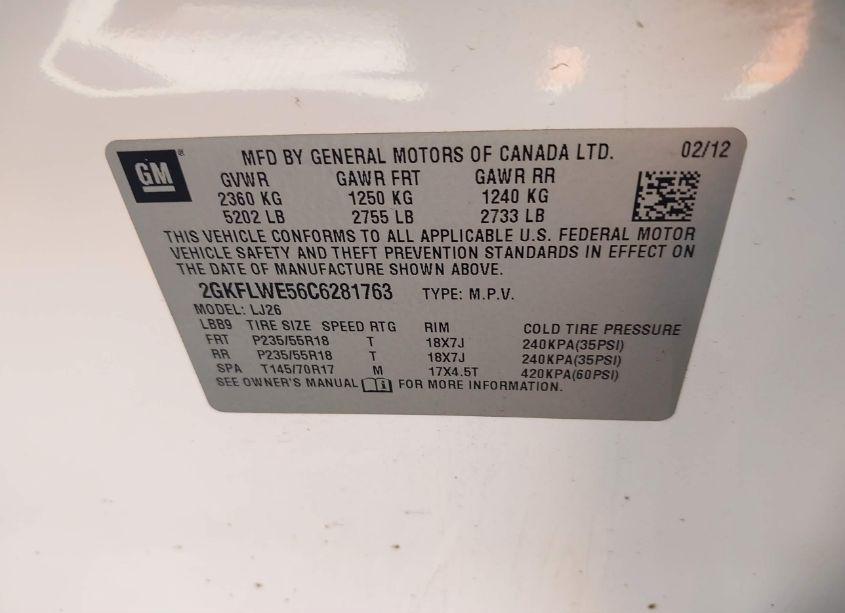 GM®
MFD BY GENERAL MOTORS OF CANADA LTD. 02/12
GVWR GAWR FRT GAWR RR
2360 KG 1250 KG 1240 KG
5202 LB 2755 LB 2733 LB
THIS VEHICLE CONFORMS TO ALL APPLICABLE U.S. FEDERAL MOTOR
VEHICLE SAFETY AND THEFT PREVENTION STANDARDS IN EFFECT ON
THE DATE OF MANUFACTURE SHOWN ABOVE.
2GKFLWE56C6281763 TYPE: M.P.V.
MODEL: LJ26
LBB9 TIRE SIZE SPEED RTG RIM COLD TIRE PRESSURE
FRT P235/55R18 T 18X7J 240KPA(35PSI)
RR P235/55R18 T 18X7J 240KPA(35PSI)
SPA T145/70R17 M 17X4.5T 420KPA(60PSI)
SEE OWNER'S MANUAL FOR MORE INFORMATION.